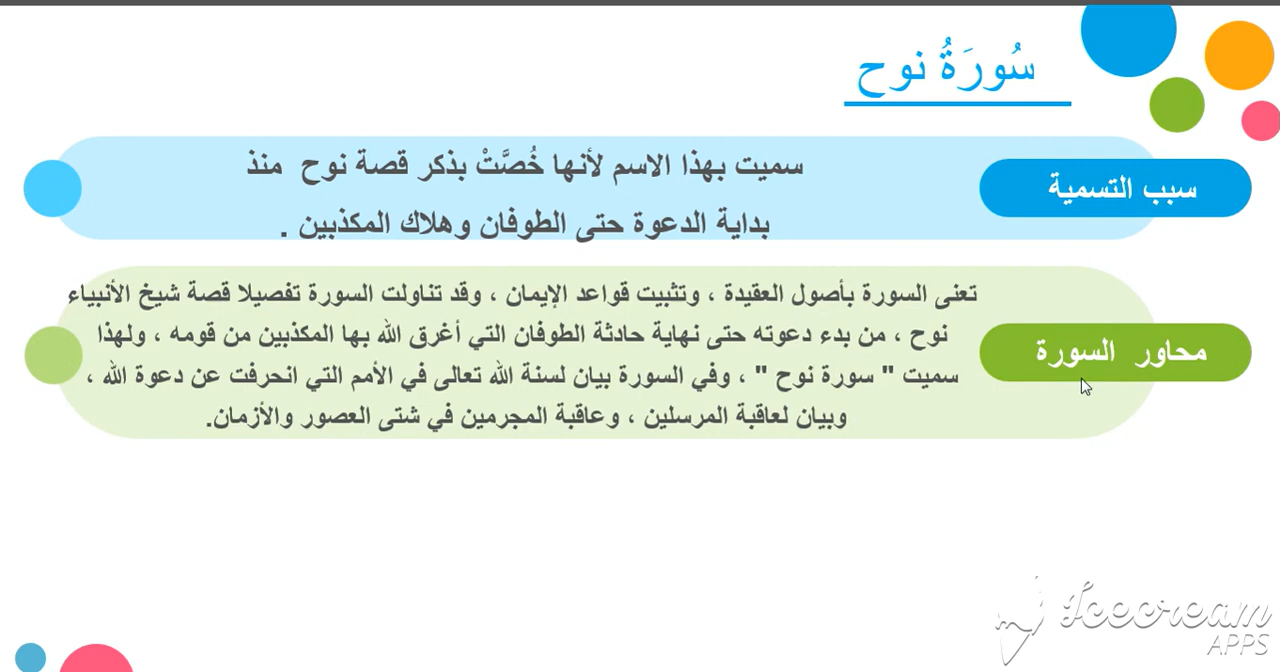 سُورَةُ نوح
سبب التسمية
سميت بهذا الاسم لأنها خُصَّتْ بذكر قصة نوح منذ
بداية الدعوة حتى الطوفان وهلاك المكذبين .
محاور السورة
تعنى السورة بأصول العقيدة ، وتثبيت قواعد الإيمان ، وقد تناولت السورة تفصيلا قصة شيخ الأنبياء
نوح ، من بدء دعوته حتى نهاية حادثة الطوفان التي أغرق الله بها المكذبين من قومه ، ولهذا
سميت " سورة نوح " ، وفي السورة بيان لسنة الله تعالى في الأمم التي انحرفت عن دعوة الله ،
وبيان لعاقبة المرسلين ، وعاقبة المجرمين في شتى العصور والأزمان.
Icecream
APPS